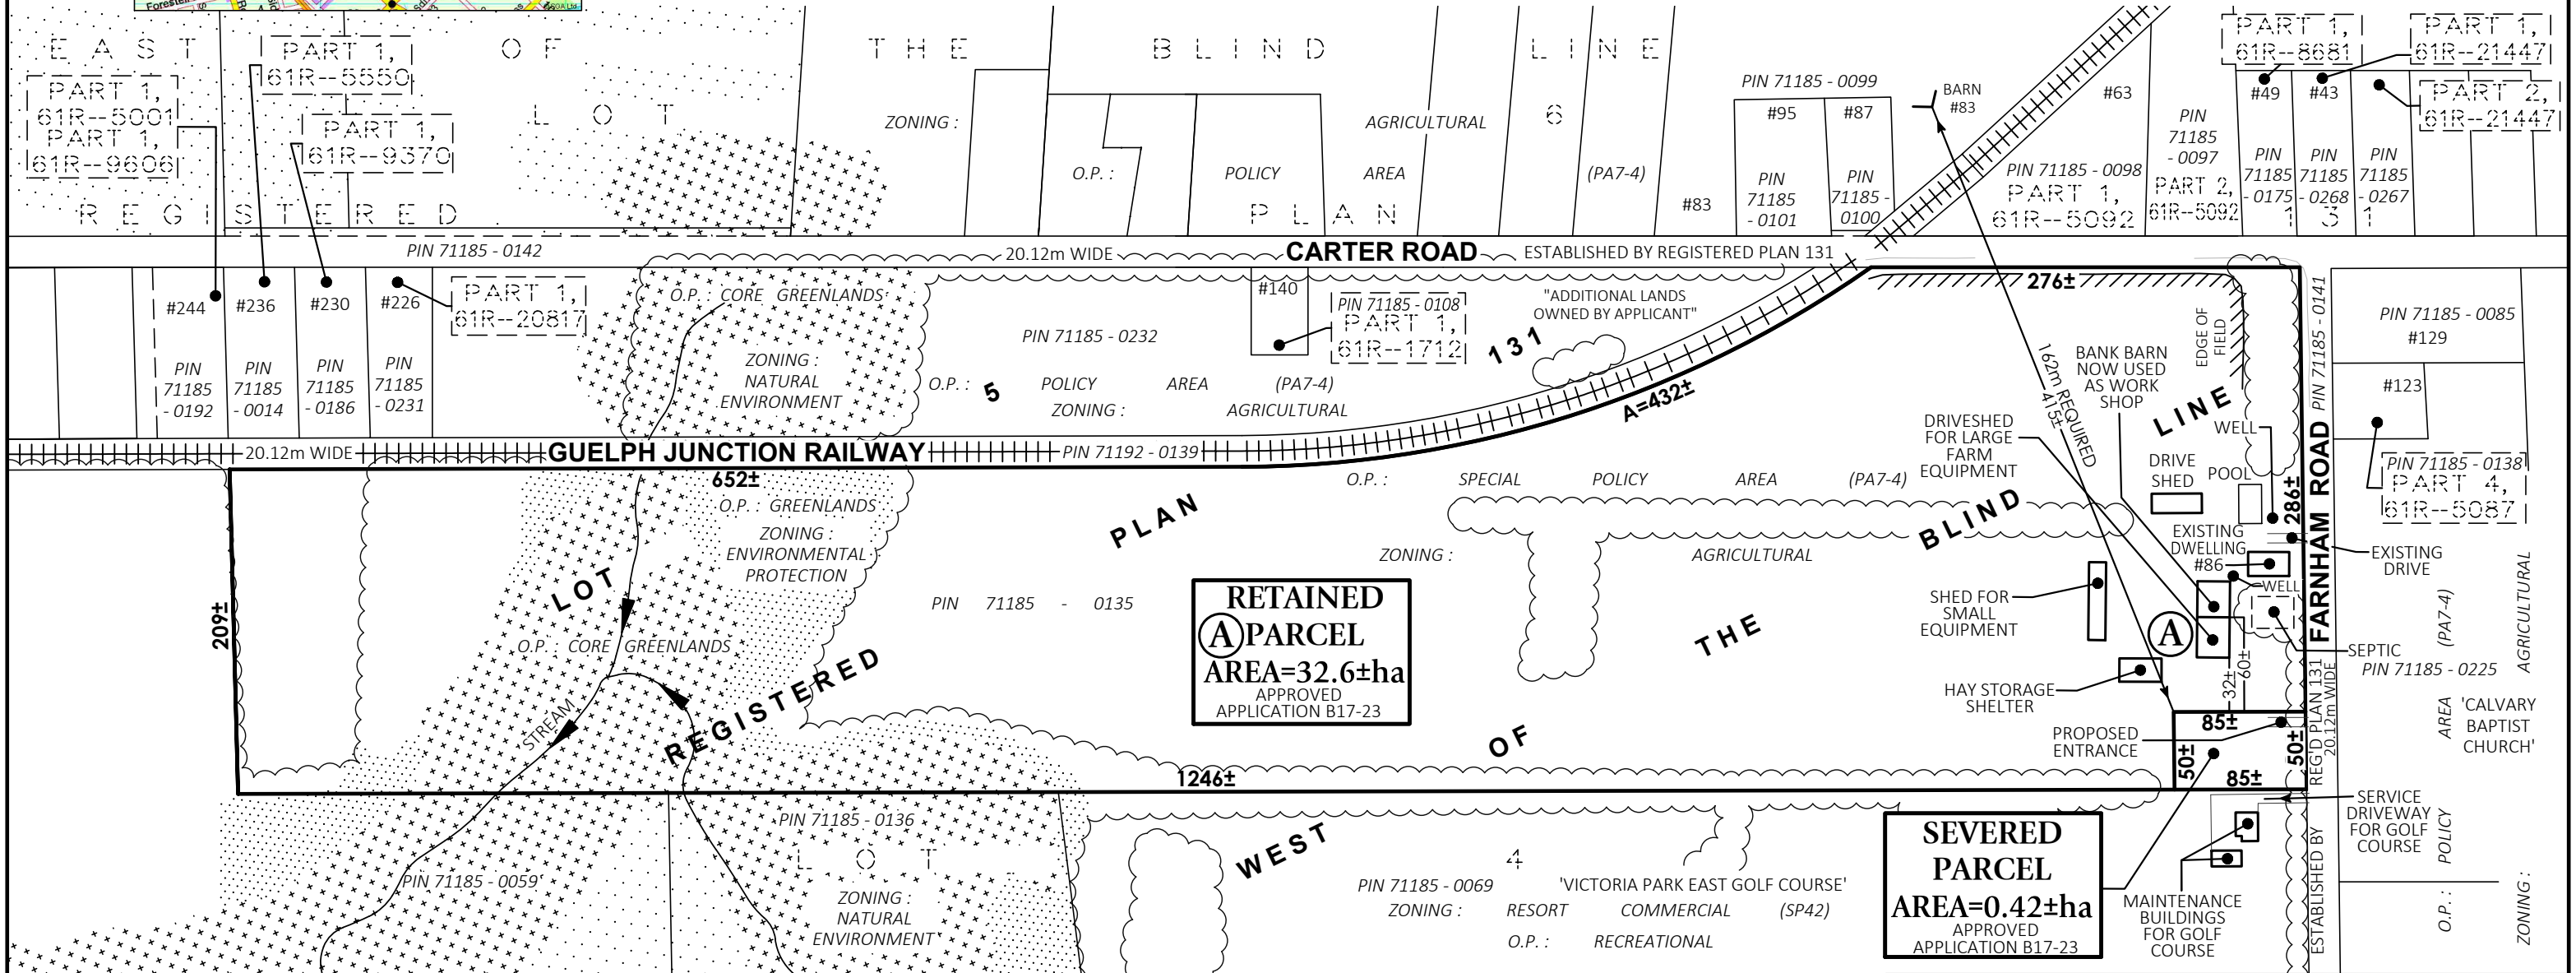 EAST OF THE BLIND LINE
PART 1,
61R--5001
PART 1,
61R--9606
PART 1,
61R--5550
PART 1,
61R--9370
LOT 6
REGISTERED PLAN 131
ZONING : AGRICULTURAL
O.P. : POLICY AREA (PA7-4)
#83
PIN 71185 - 0099
#95
PIN
71185
- 0101
#87
PIN
71185 -
0100
BARN
#83
#63
PIN 71185 - 0098
PART 1,
61R--5092
PIN
71185
- 0097
PART 2,
61R--5092
PART 1,
61R--8681
PART 1,
61R--21447
PART 2,
61R--21447
#49
#43
PIN
71185
- 0175
PIN
71185
- 0268
PIN
71185
- 0267
PIN 71185 - 0142
20.12m WIDE
CARTER ROAD
ESTABLISHED BY REGISTERED PLAN 131
#244
#236
#230
#226
PART 1,
61R--20817
PIN
71185
- 0192
PIN
71185
- 0014
PIN
71185
- 0186
PIN
71185
- 0231
O.P. : CORE GREENLANDS
ZONING :
NATURAL
ENVIRONMENT
PIN 71185 - 0232
#140
PIN 71185 - 0108
PART 1,
61R--1712
"ADDITIONAL LANDS
OWNED BY APPLICANT"
O.P. : POLICY AREA (PA7-4)
ZONING : AGRICULTURAL
5
131
A=432±
276±
162m REQUIRED
415±
EDGE OF
FIELD
BANK BARN
NOW USED
AS WORK
SHOP
DRIVESHED
FOR LARGE
FARM
EQUIPMENT
LINE
WELL
DRIVE
SHED
POOL
286±
FARNHAM ROAD
PIN 71185 - 0141
PIN 71185 - 0085
#129
#123
PIN 71185 - 0138
PART 4,
61R--5087
20.12m WIDE
GUELPH JUNCTION RAILWAY
PIN 71192 - 0139
652±
O.P. : GREENLANDS
ZONING :
ENVIRONMENTAL
PROTECTION
O.P. : SPECIAL POLICY AREA (PA7-4)
PLAN
BLIND
ZONING : AGRICULTURAL
LOT
209±
O.P. : CORE GREENLANDS
STREAM
REGISTERED
PIN 71185 - 0135
RETAINED
A PARCEL
AREA=32.6±ha
APPROVED
APPLICATION B17-23
THE
OF
EXISTING
DWELLING
#86
EXISTING
DRIVE
WELL
SHED FOR
SMALL
EQUIPMENT
A
SEPTIC
HAY STORAGE
SHELTER
32±
60±
PROPOSED
ENTRANCE
85±
50±
50±
85±
REG'D PLAN 131
20.12m WIDE
ESTABLISHED BY
PIN 71185 - 0225
'CALVARY
BAPTIST
CHURCH'
O.P. : POLICY AREA (PA7-4)
ZONING : AGRICULTURAL
1246±
PIN 71185 - 0136
LOT 4
PIN 71185 - 0059
ZONING :
NATURAL
ENVIRONMENT
WEST
PIN 71185 - 0069
'VICTORIA PARK EAST GOLF COURSE'
ZONING : RESORT COMMERCIAL (SP42)
O.P. : RECREATIONAL
SEVERED
PARCEL
AREA=0.42±ha
APPROVED
APPLICATION B17-23
MAINTENANCE
BUILDINGS
FOR GOLF
COURSE
SERVICE
DRIVEWAY
FOR GOLF
COURSE